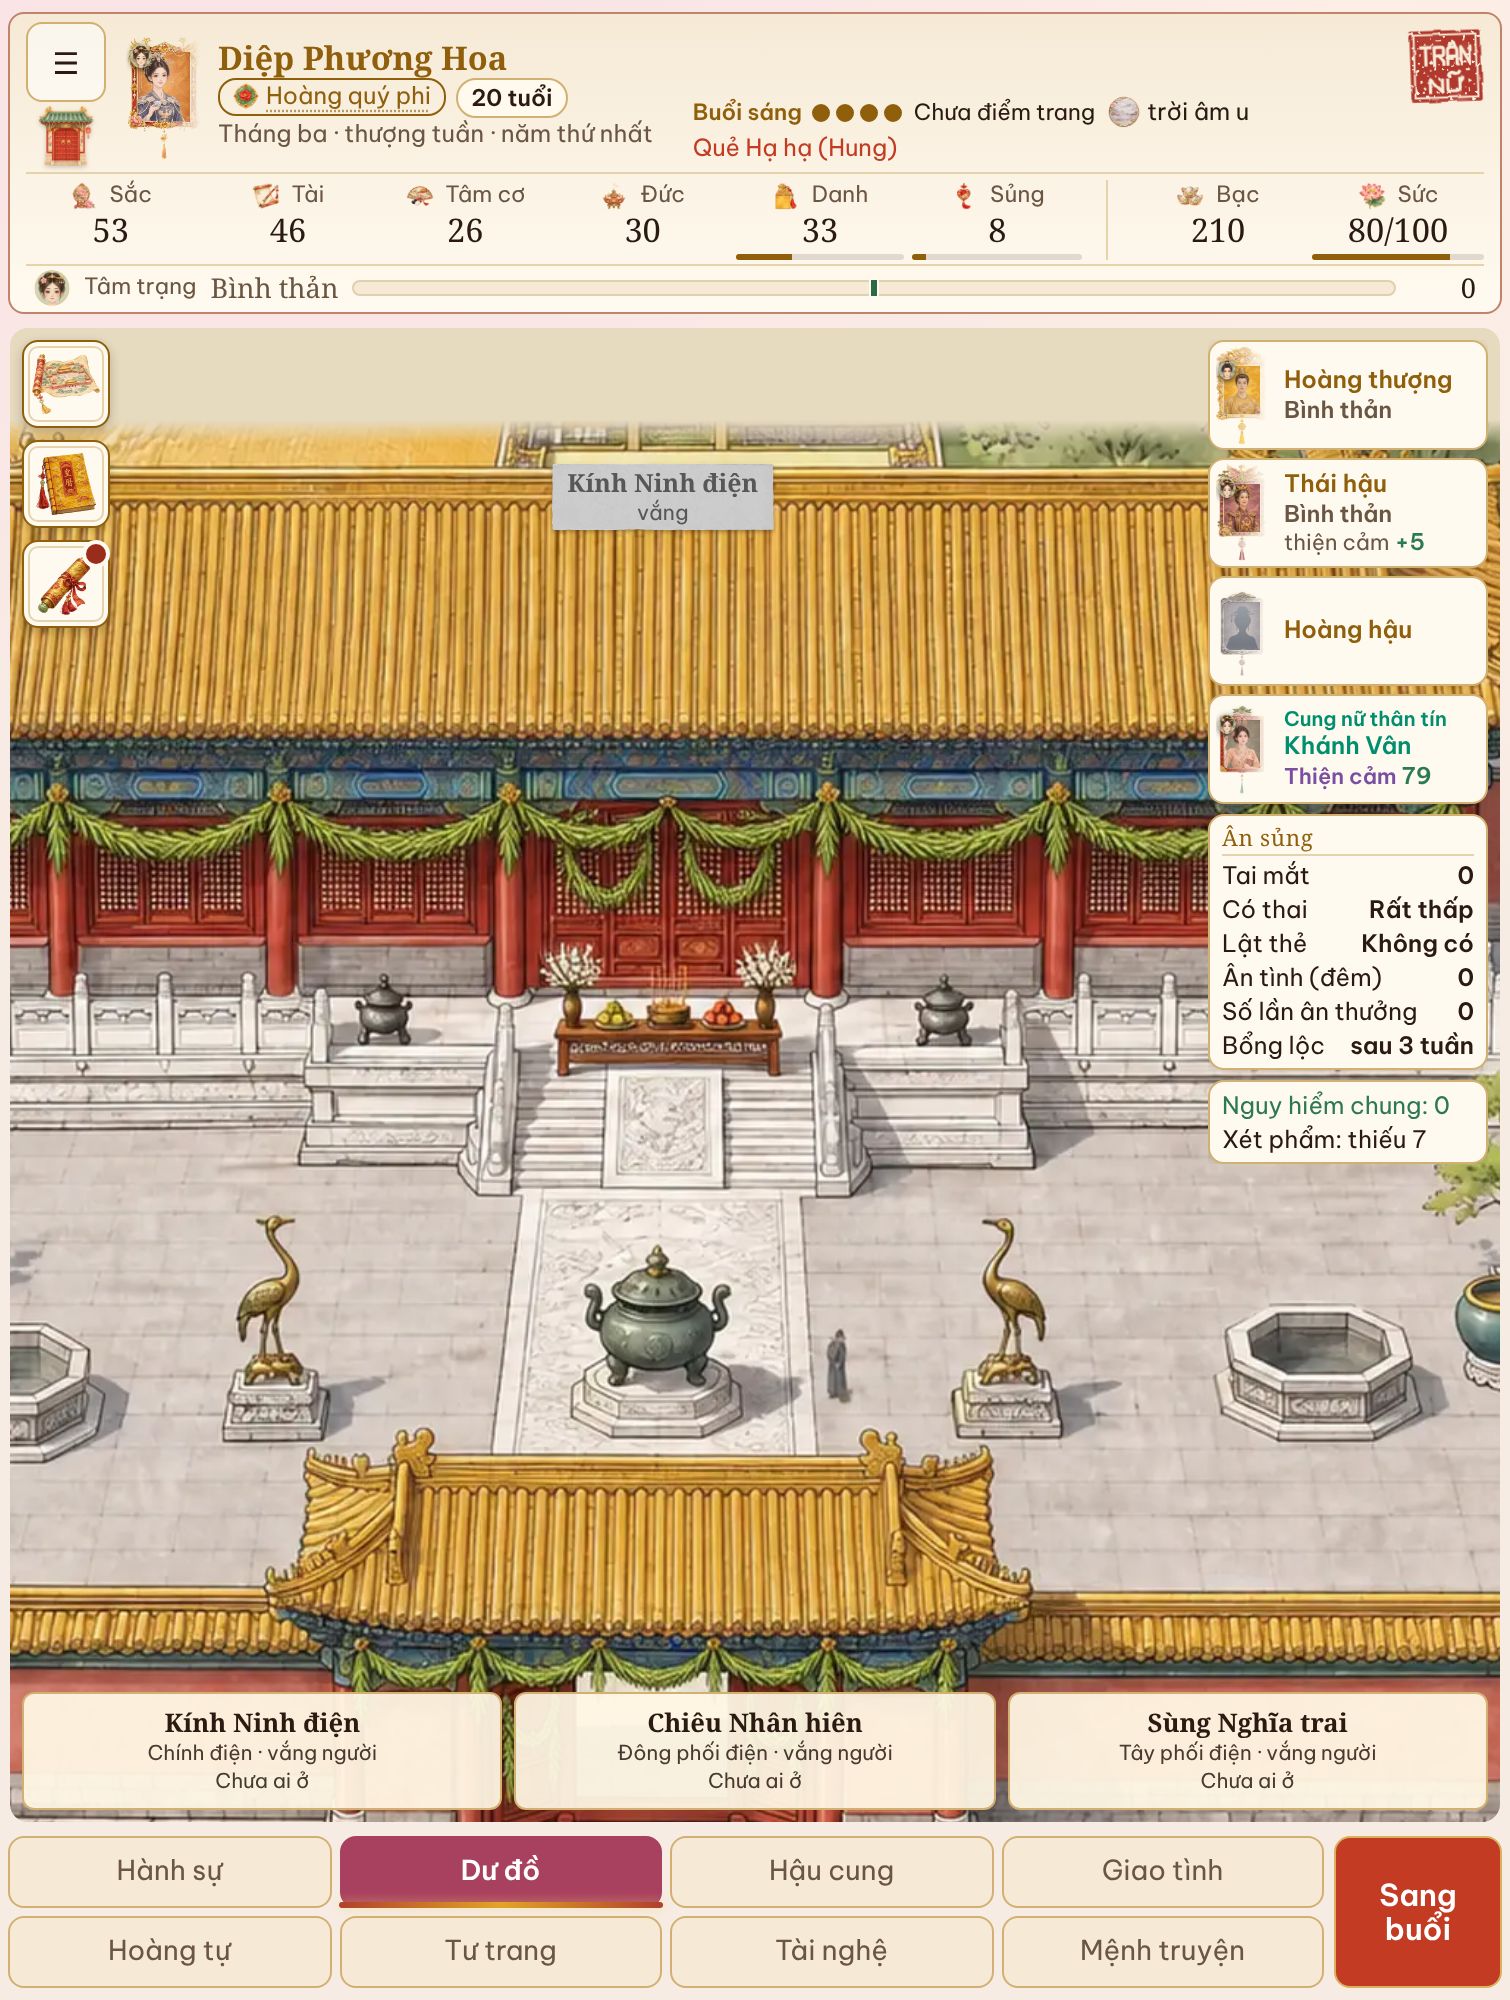 ☰
Diệp Phương Hoa
Hoàng quý phi
20 tuổi
Tháng ba · thượng tuần · năm thứ nhất
Buổi sáng
Chưa điểm trang
trời âm u
Quẻ Hạ hạ (Hung)
TRÂN
NỮ
Sắc
53
Tài
46
Tâm cơ
26
Đức
30
Danh
33
Sủng
8
Bạc
210
Sức
80/100
Tâm trạng
Bình thản
0
Kính Ninh điện
vắng
Hoàng thượng
Bình thản
Thái hậu
Bình thản
thiện cảm +5
Hoàng hậu
Cung nữ thân tín
Khánh Vân
Thiện cảm 79
Ân sủng
Tai mắt 0
Có thai Rất thấp
Lật thẻ Không có
Ân tình (đêm) 0
Số lần ân thưởng 0
Bổng lộc sau 3 tuần
Nguy hiểm chung: 0
Xét phẩm: thiếu 7
Kính Ninh điện
Chính điện · vắng người
Chưa ai ở
Chiêu Nhân hiên
Đông phối điện · vắng người
Chưa ai ở
Sùng Nghĩa trai
Tây phối điện · vắng người
Chưa ai ở
Hành sự
Dư đồ
Hậu cung
Giao tình
Hoàng tự
Tư trang
Tài nghệ
Mệnh truyện
Sang
buổi